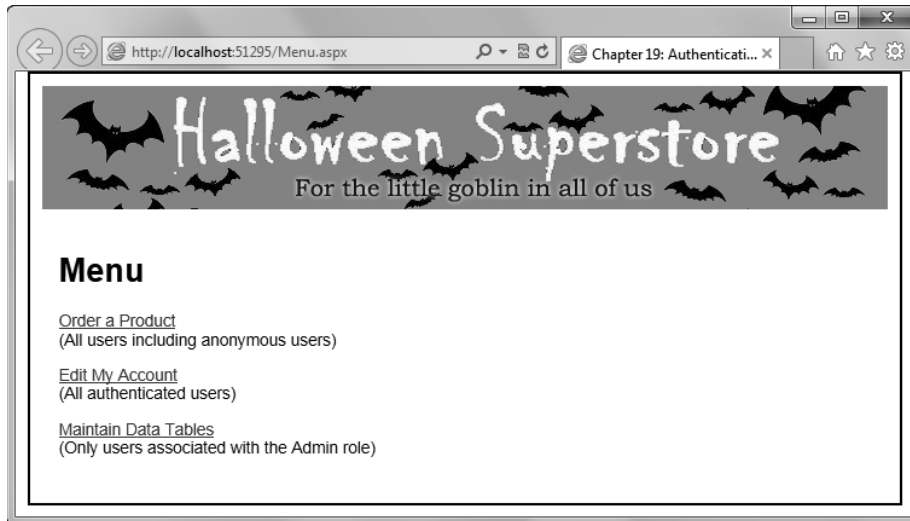 http://localhost:51295/Menu.aspx
Chapter 19: Authenticati...
Halloween Superstore
For the little goblin in all of us
Menu
Order a Product
(All users including anonymous users)
Edit My Account
(All authenticated users)
Maintain Data Tables
(Only users associated with the Admin role)